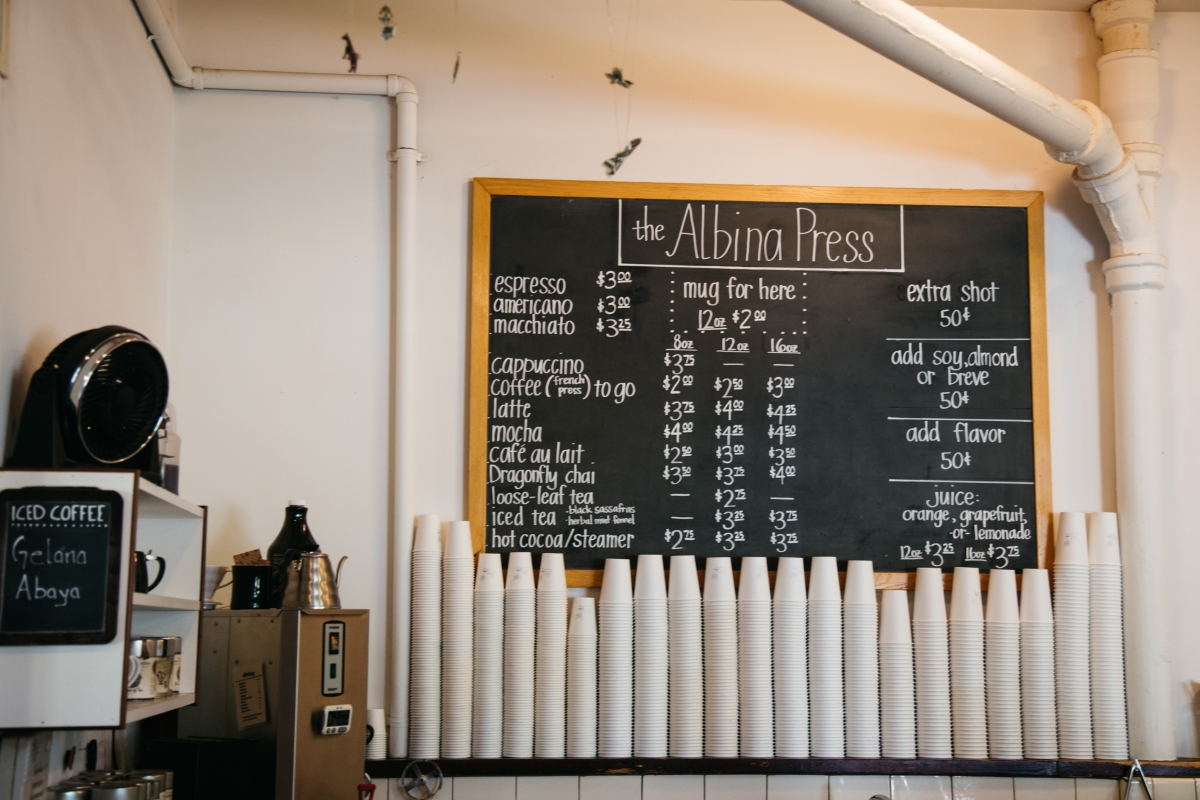 the Albina Press
espresso $3.00
americano $3.00
macchiato $3.25
mug for here
12oz $2.00
8oz 12oz 16oz
cappuccino $3.75 — —
coffee (french press) to go $2.00 $2.50 $3.00
latte $3.75 $4.00 $4.25
mocha $4.00 $4.25 $4.50
café au lait $2.50 $3.00 $3.50
Dragonfly chai $3.50 $3.75 $4.00
loose-leaf tea — $2.75 —
iced tea -black sassafras -herbal mint fennel — $3.25 $3.75
hot cocoa/steamer $2.75 $3.25 $3.75
extra shot
50¢
add soy, almond
or breve
50¢
add flavor
50¢
juice:
orange, grapefruit,
-or- lemonade
12oz $3.25 16oz $3.75
ICED COFFEE
Gelana
Abaya